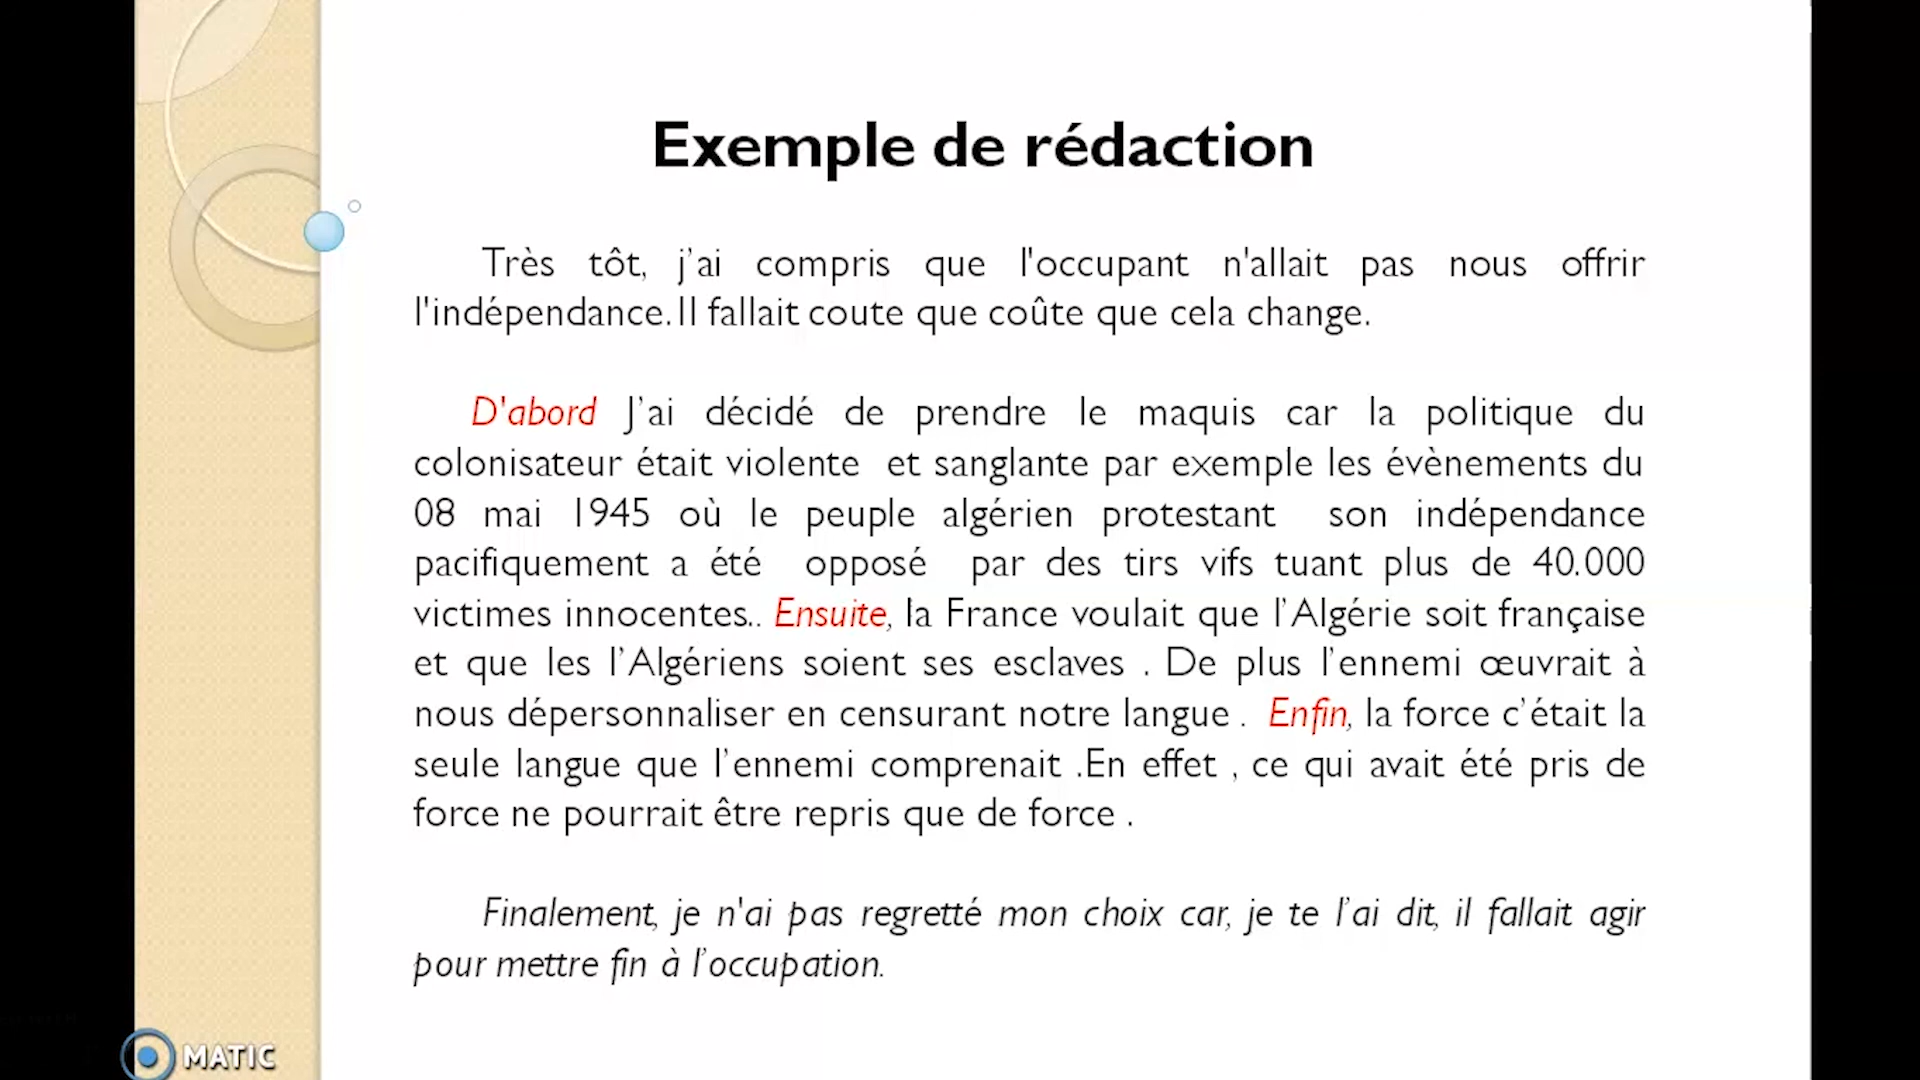 Exemple de rédaction
Très tôt, j’ai compris que l'occupant n'allait pas nous offrir
l'indépendance. Il fallait coute que coûte que cela change.
D'abord J’ai décidé de prendre le maquis car la politique du
colonisateur était violente et sanglante par exemple les évènements du
08 mai 1945 où le peuple algérien protestant son indépendance
pacifiquement a été opposé par des tirs vifs tuant plus de 40.000
victimes innocentes.. Ensuite, la France voulait que l’Algérie soit française
et que les l’Algériens soient ses esclaves . De plus l’ennemi œuvrait à
nous dépersonnaliser en censurant notre langue . Enfin, la force c’était la
seule langue que l’ennemi comprenait .En effet , ce qui avait été pris de
force ne pourrait être repris que de force .
Finalement, je n'ai pas regretté mon choix car, je te l’ai dit, il fallait agir
pour mettre fin à l’occupation.
MATIC